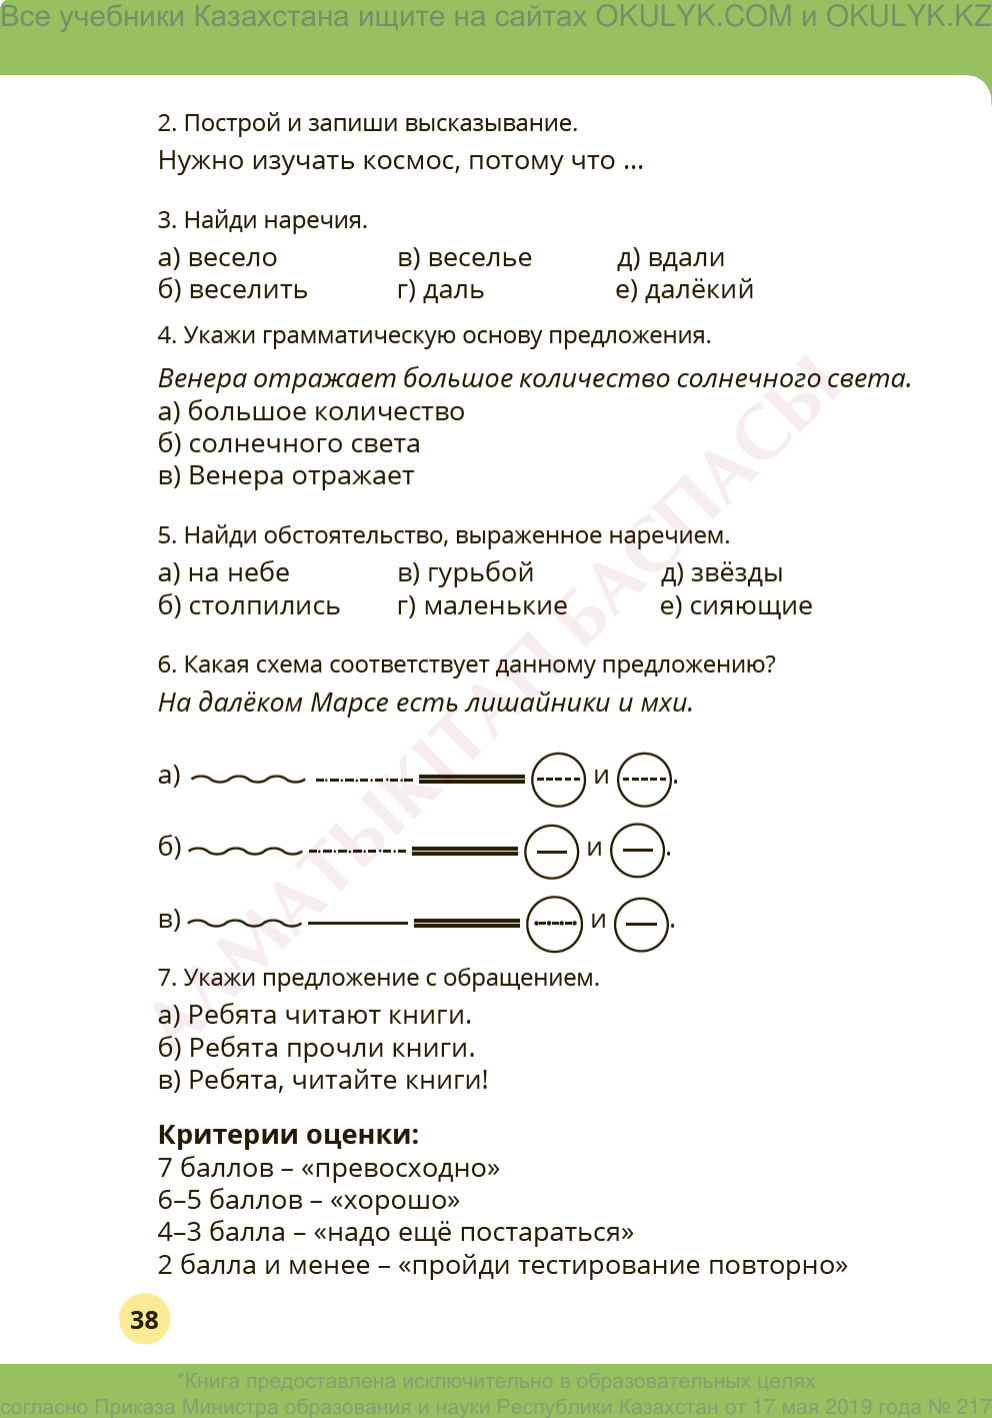 Все учебники Казахстана ищите на сайтах OKULYK.COM и OKULYK.KZ
2. Построй и запиши высказывание.
Нужно изучать космос, потому что ...
3. Найди наречия.
а) весело в) веселье д) вдали
б) веселить г) даль е) далёкий
4. Укажи грамматическую основу предложения.
Венера отражает большое количество солнечного света.
а) большое количество
б) солнечного света
в) Венера отражает
5. Найди обстоятельство, выраженное наречием.
а) на небе в) гурьбой д) звёзды
б) столпились г) маленькие е) сияющие
6. Какая схема соответствует данному предложению?
На далёком Марсе есть лишайники и мхи.
а) и .
б) и .
в) и .
7. Укажи предложение с обращением.
а) Ребята читают книги.
б) Ребята прочли книги.
в) Ребята, читайте книги!
Критерии оценки:
7 баллов – «превосходно»
6–5 баллов – «хорошо»
4–3 балла – «надо ещё постараться»
2 балла и менее – «пройди тестирование повторно»
38
АЛМАТЫКІТАП БАСПАСЫ
*Книга предоставлена исключительно в образовательных целях
согласно Приказа Министра образования и науки Республики Казахстан от 17 мая 2019 года № 217